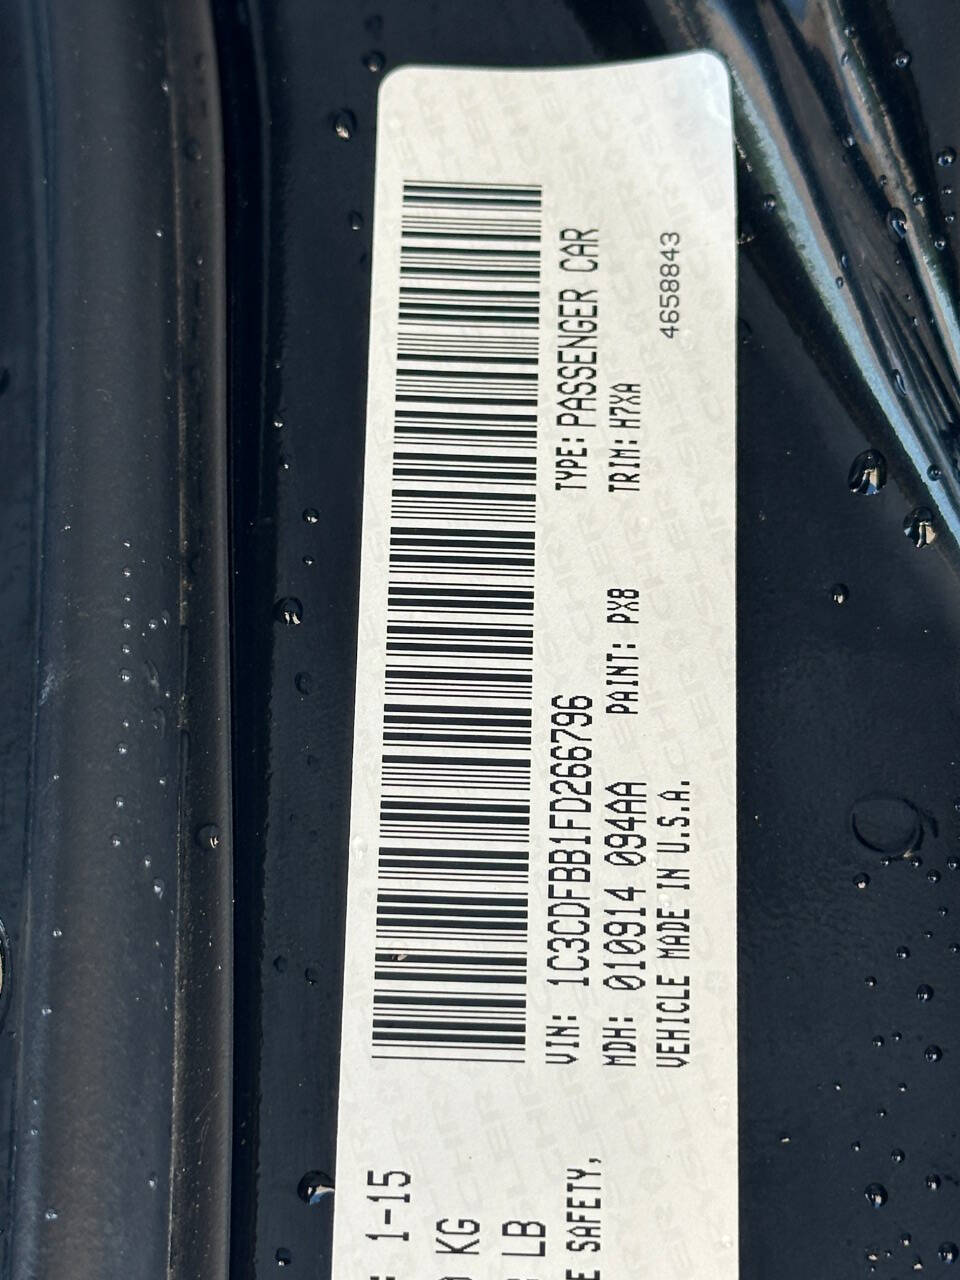 : 1-15
KG
LB
E SAFETY,
VIN: 1C3CDFBB1FD266796 TYPE: PASSENGER CAR
MDH: 010914 094AA PAINT: PX8 TRIM: H7XA
VEHICLE MADE IN U.S.A. 4658843